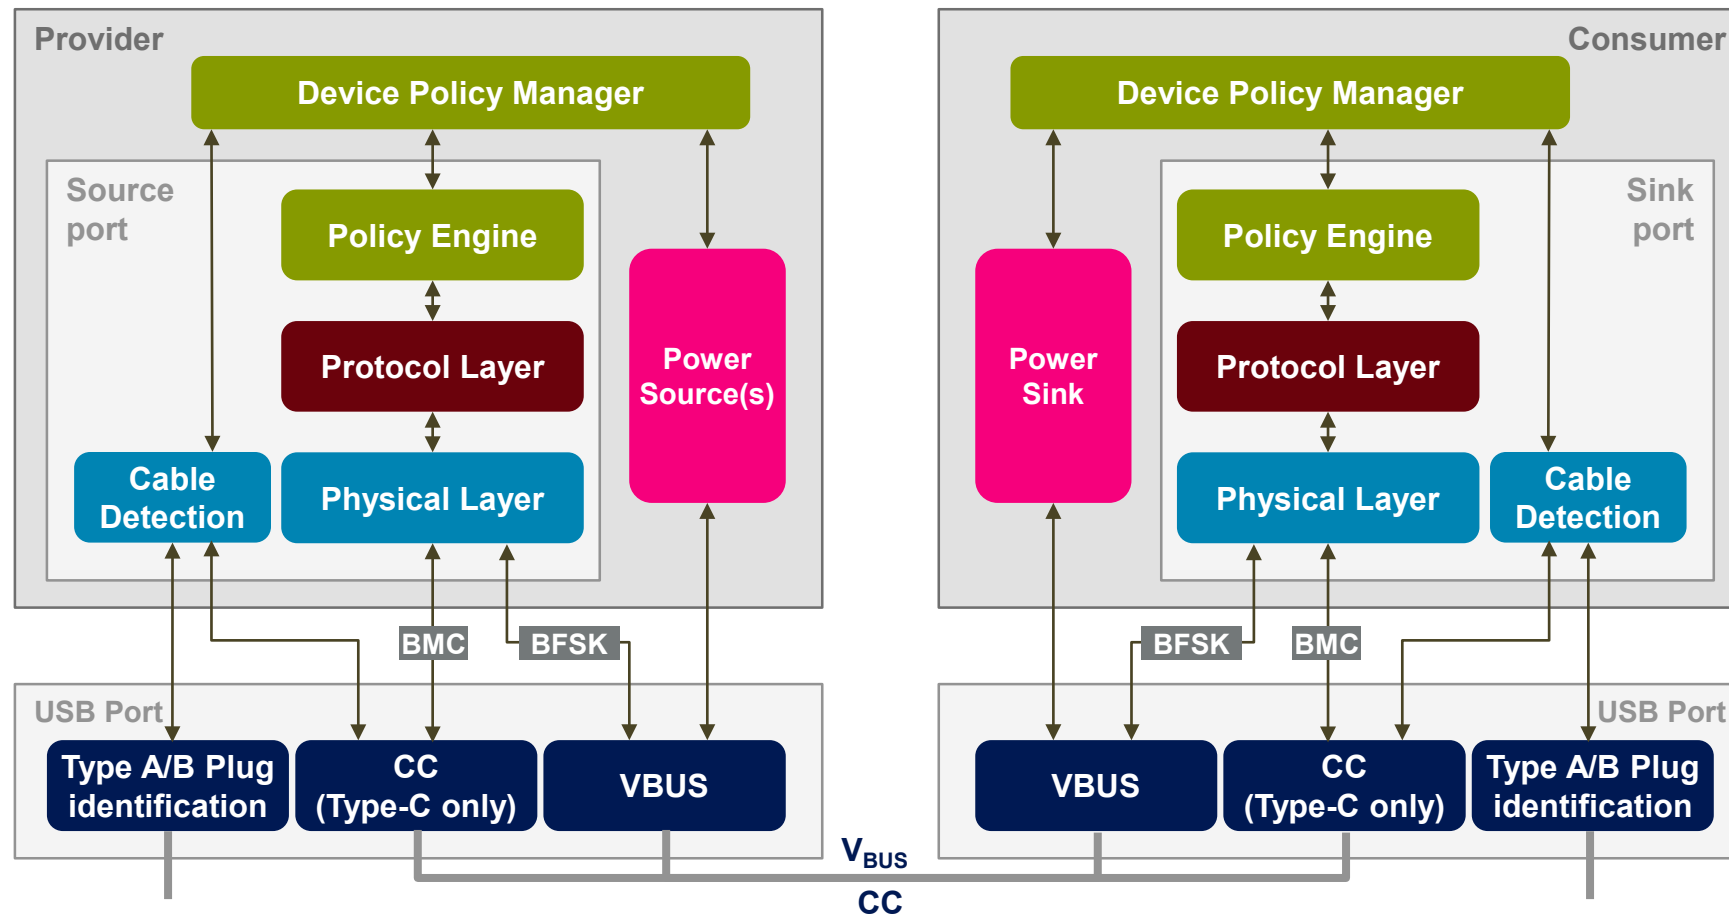 Provider
Device Policy Manager
Source
port
Policy Engine
Protocol Layer
Power
Source(s)
Cable
Detection
Physical Layer
BMC
BFSK
USB Port
Type A/B Plug
identification
CC
(Type-C only)
VBUS
Consumer
Device Policy Manager
Sink
port
Policy Engine
Power
Sink
Protocol Layer
Physical Layer
Cable
Detection
BFSK
BMC
USB Port
VBUS
CC
(Type-C only)
Type A/B Plug
identification
VBUS
CC